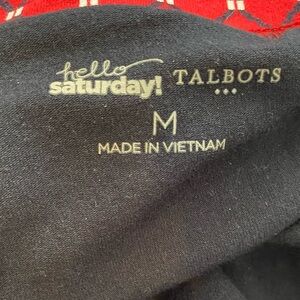 hello
saturday! TALBOTS
M
MADE IN VIETNAM